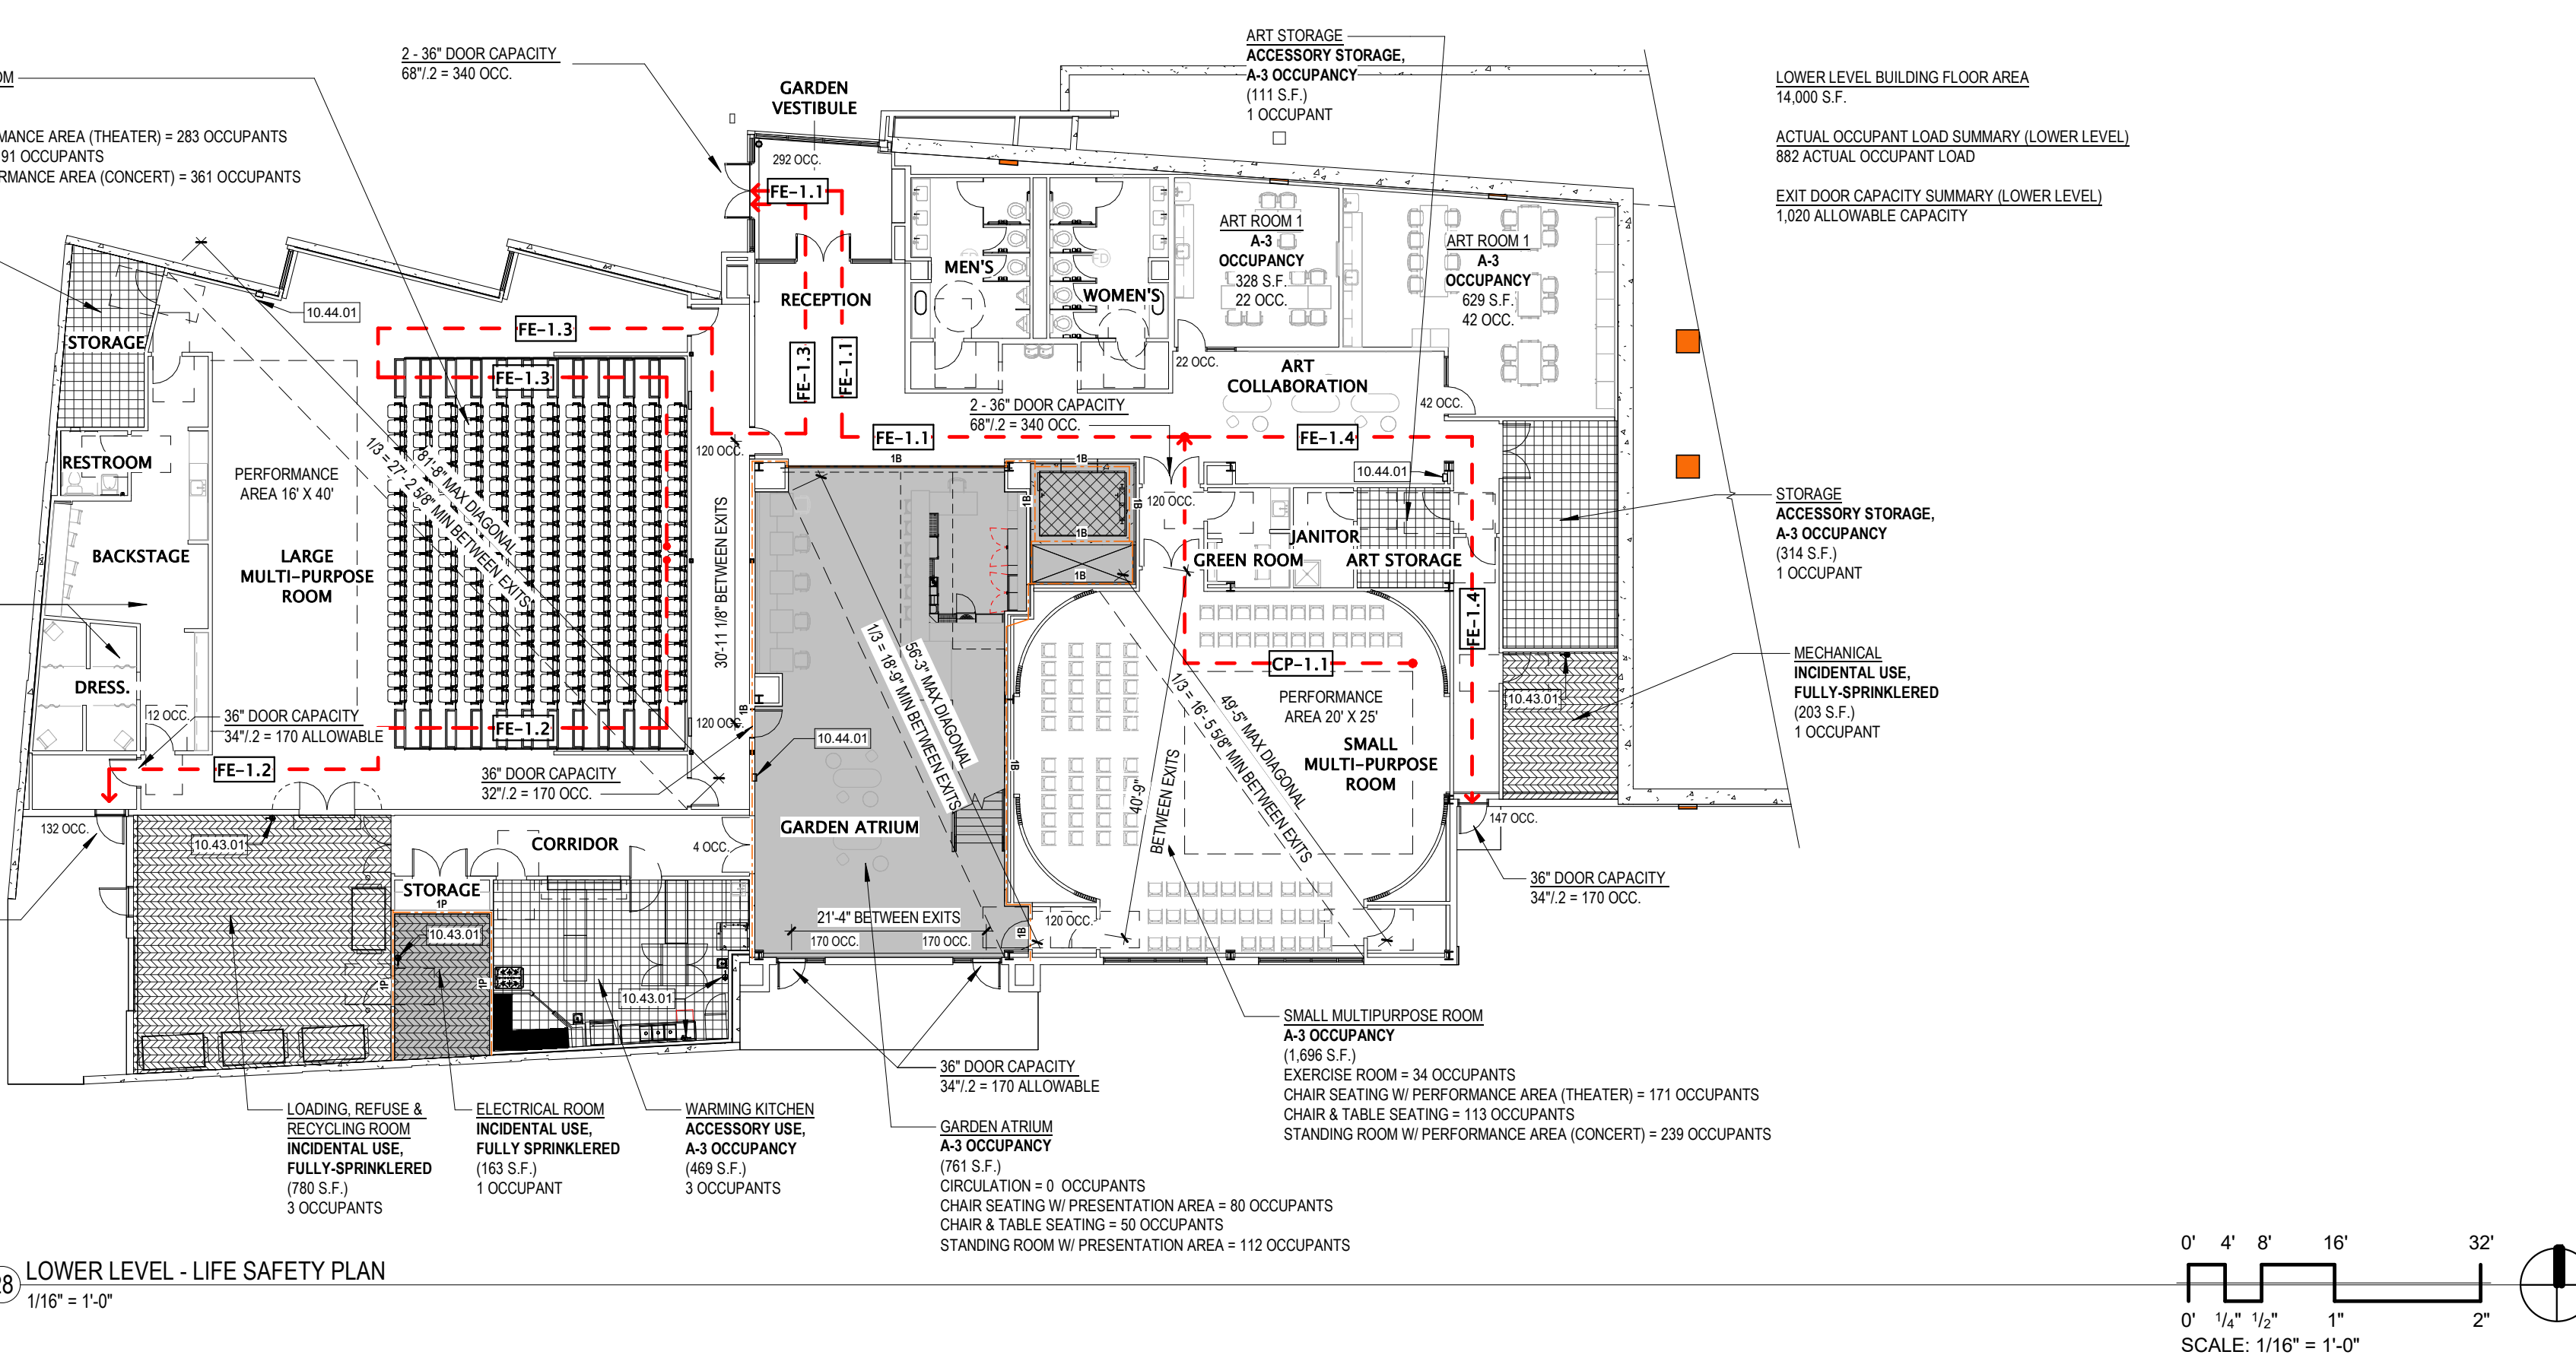 2 - 36" DOOR CAPACITY
68"/.2 = 340 OCC.
OM
MANCE AREA (THEATER) = 283 OCCUPANTS
91 OCCUPANTS
RMANCE AREA (CONCERT) = 361 OCCUPANTS
GARDEN
VESTIBULE
292 OCC.
FE-1.1
ART STORAGE
ACCESSORY STORAGE,
A-3 OCCUPANCY
(111 S.F.)
1 OCCUPANT
LOWER LEVEL BUILDING FLOOR AREA
14,000 S.F.
ACTUAL OCCUPANT LOAD SUMMARY (LOWER LEVEL)
882 ACTUAL OCCUPANT LOAD
EXIT DOOR CAPACITY SUMMARY (LOWER LEVEL)
1,020 ALLOWABLE CAPACITY
ART ROOM 1
A-3
OCCUPANCY
328 S.F.
22 OCC.
ART ROOM 1
A-3
OCCUPANCY
629 S.F.
42 OCC.
MEN'S
WOMEN'S
RECEPTION
10.44.01
STORAGE
FE-1.3
FE-1.3
FE-1.3
FE-1.1
22 OCC.
ART
COLLABORATION
42 OCC.
2 - 36" DOOR CAPACITY
68"/.2 = 340 OCC.
FE-1.1
FE-1.4
120 OCC.
1B
1B
1B
1B
1B
1B
10.44.01
120 OCC.
RESTROOM
PERFORMANCE
AREA 16' X 40'
81'-8" MAX DIAGONAL
1/3 = 27'- 2 5/8" MIN BETWEEN EXITS
30'-11 1/8" BETWEEN EXITS
BACKSTAGE
LARGE
MULTI-PURPOSE
ROOM
JANITOR
GREEN ROOM
ART STORAGE
STORAGE
ACCESSORY STORAGE,
A-3 OCCUPANCY
(314 S.F.)
1 OCCUPANT
FE-1.4
56'-3" MAX DIAGONAL
1/3 = 18'-9" MIN BETWEEN EXITS
CP-1.1
PERFORMANCE
AREA 20' X 25'
49'-5" MAX DIAGONAL
1/3 = 16'- 5 5/8" MIN BETWEEN EXITS
40'-9"
BETWEEN EXITS
SMALL
MULTI-PURPOSE
ROOM
MECHANICAL
INCIDENTAL USE,
FULLY-SPRINKLERED
(203 S.F.)
1 OCCUPANT
10.43.01
DRESS.
12 OCC.
36" DOOR CAPACITY
34"/.2 = 170 ALLOWABLE
FE-1.2
FE-1.2
120 OCC.
1B
1B
10.44.01
36" DOOR CAPACITY
32"/.2 = 170 OCC.
132 OCC.
10.43.01
CORRIDOR
4 OCC.
GARDEN ATRIUM
147 OCC.
36" DOOR CAPACITY
34"/.2 = 170 OCC.
STORAGE
1P
10.43.01
1P
1P
10.43.01
21'-4" BETWEEN EXITS
170 OCC.
170 OCC.
120 OCC.
1B
36" DOOR CAPACITY
34"/.2 = 170 ALLOWABLE
LOADING, REFUSE &
RECYCLING ROOM
INCIDENTAL USE,
FULLY-SPRINKLERED
(780 S.F.)
3 OCCUPANTS
ELECTRICAL ROOM
INCIDENTAL USE,
FULLY SPRINKLERED
(163 S.F.)
1 OCCUPANT
WARMING KITCHEN
ACCESSORY USE,
A-3 OCCUPANCY
(469 S.F.)
3 OCCUPANTS
GARDEN ATRIUM
A-3 OCCUPANCY
(761 S.F.)
CIRCULATION = 0 OCCUPANTS
CHAIR SEATING W/ PRESENTATION AREA = 80 OCCUPANTS
CHAIR & TABLE SEATING = 50 OCCUPANTS
STANDING ROOM W/ PRESENTATION AREA = 112 OCCUPANTS
SMALL MULTIPURPOSE ROOM
A-3 OCCUPANCY
(1,696 S.F.)
EXERCISE ROOM = 34 OCCUPANTS
CHAIR SEATING W/ PERFORMANCE AREA (THEATER) = 171 OCCUPANTS
CHAIR & TABLE SEATING = 113 OCCUPANTS
STANDING ROOM W/ PERFORMANCE AREA (CONCERT) = 239 OCCUPANTS
28 LOWER LEVEL - LIFE SAFETY PLAN
1/16" = 1'-0"
0' 4' 8' 16' 32'
0' 1/4" 1/2" 1" 2"
SCALE: 1/16" = 1'-0"